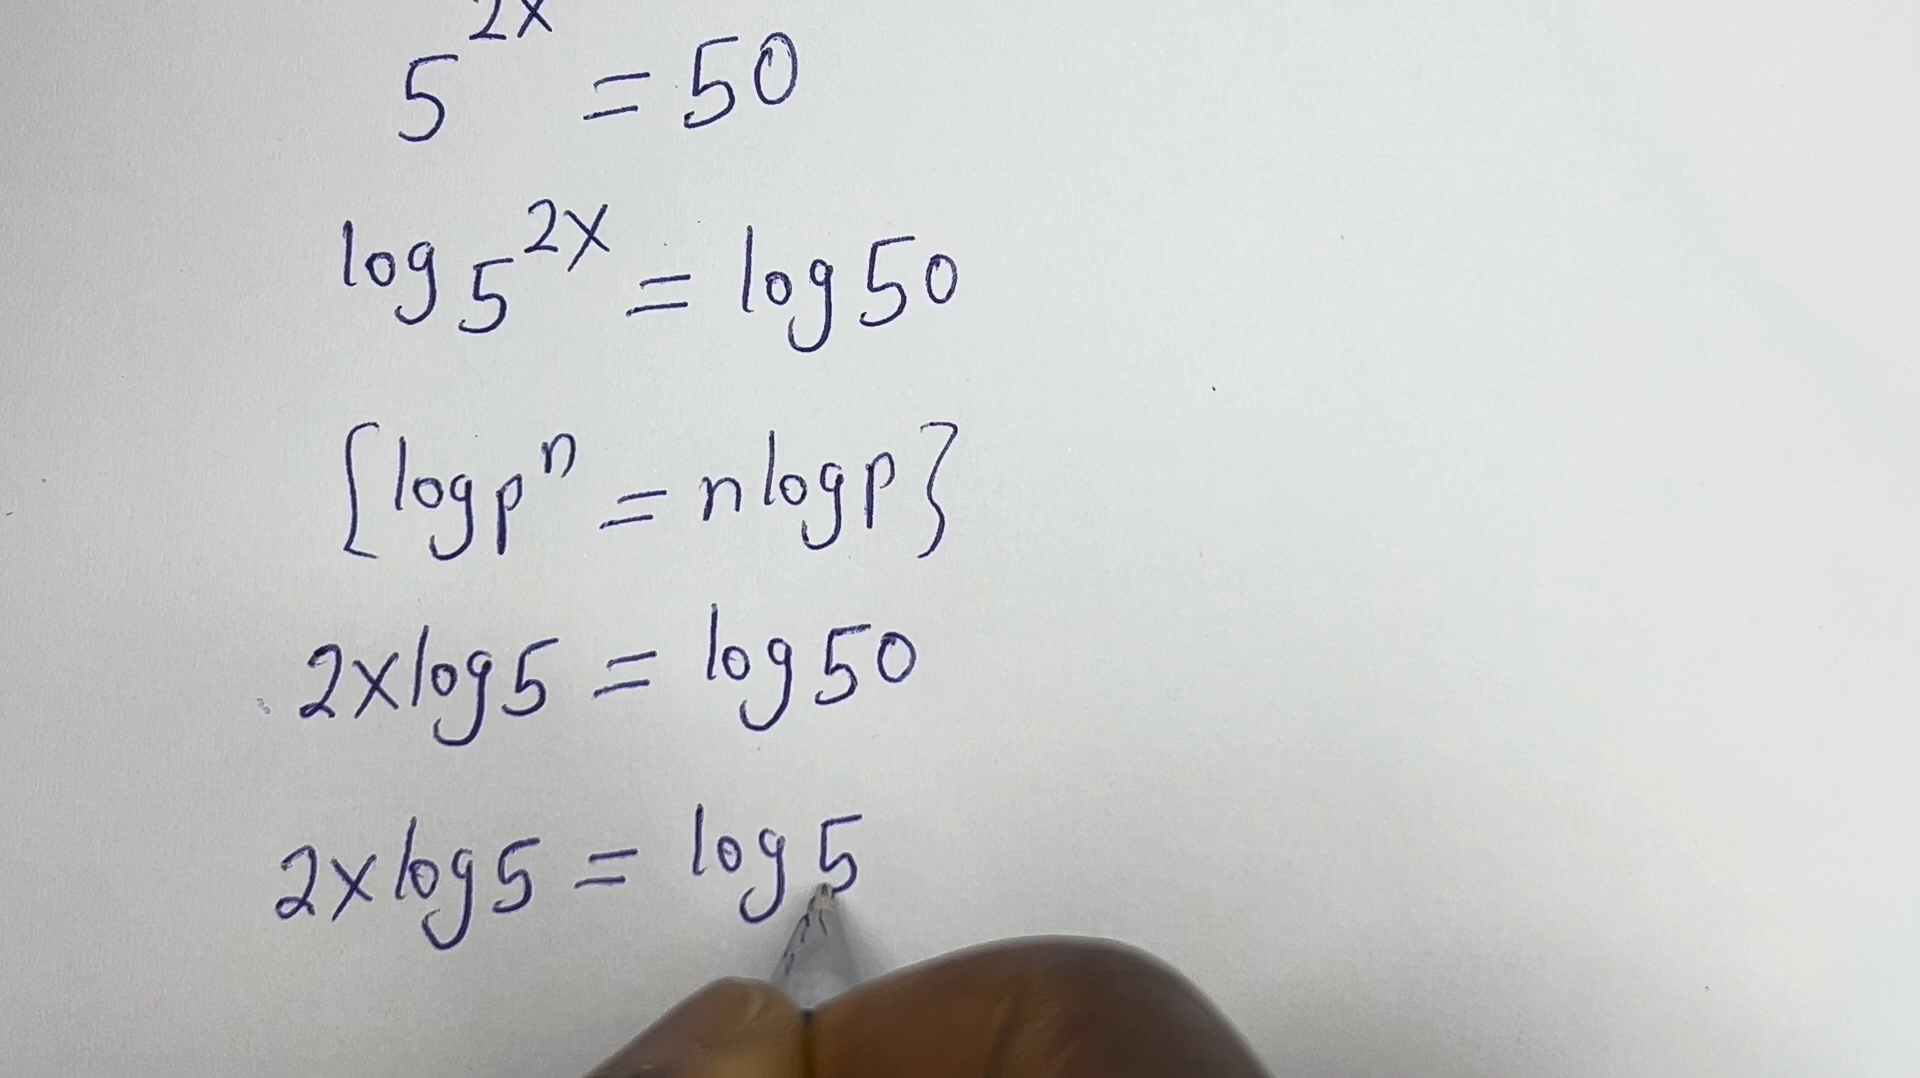 5^{2x} = 50
log 5^{2x} = log 50
{log p^n = n log p}
2x log 5 = log 50
2x log 5 = log 5